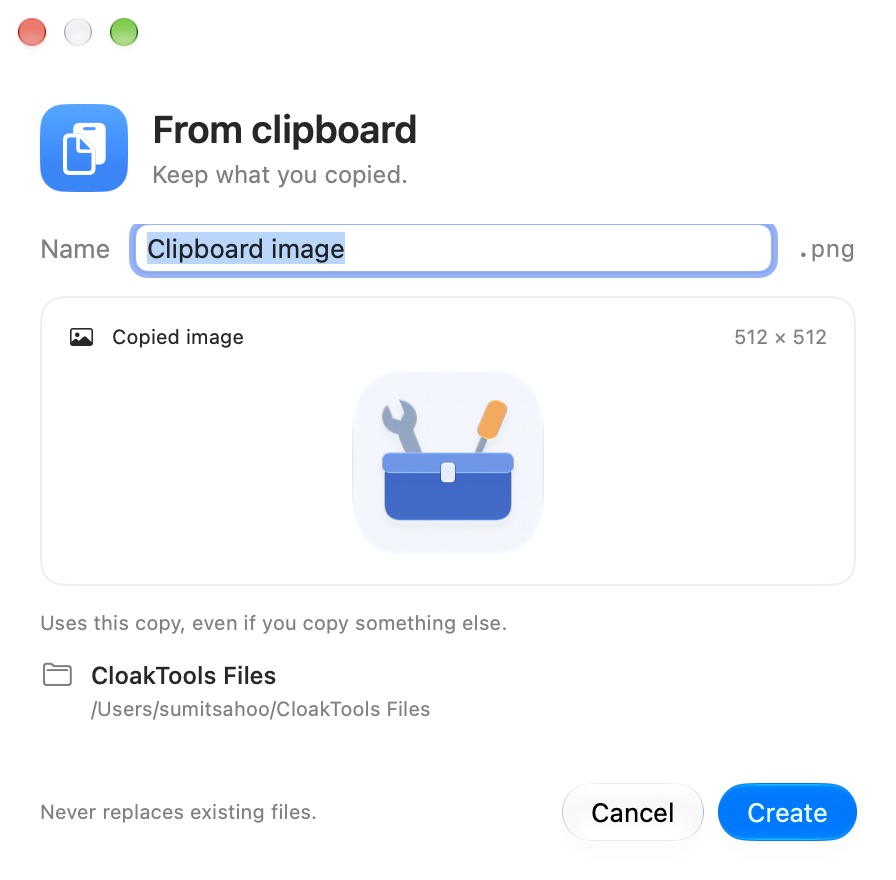 From clipboard
Keep what you copied.
Name Clipboard image .png
Copied image 512 × 512
Uses this copy, even if you copy something else.
CloakTools Files
/Users/sumitsahoo/CloakTools Files
Never replaces existing files. Cancel Create